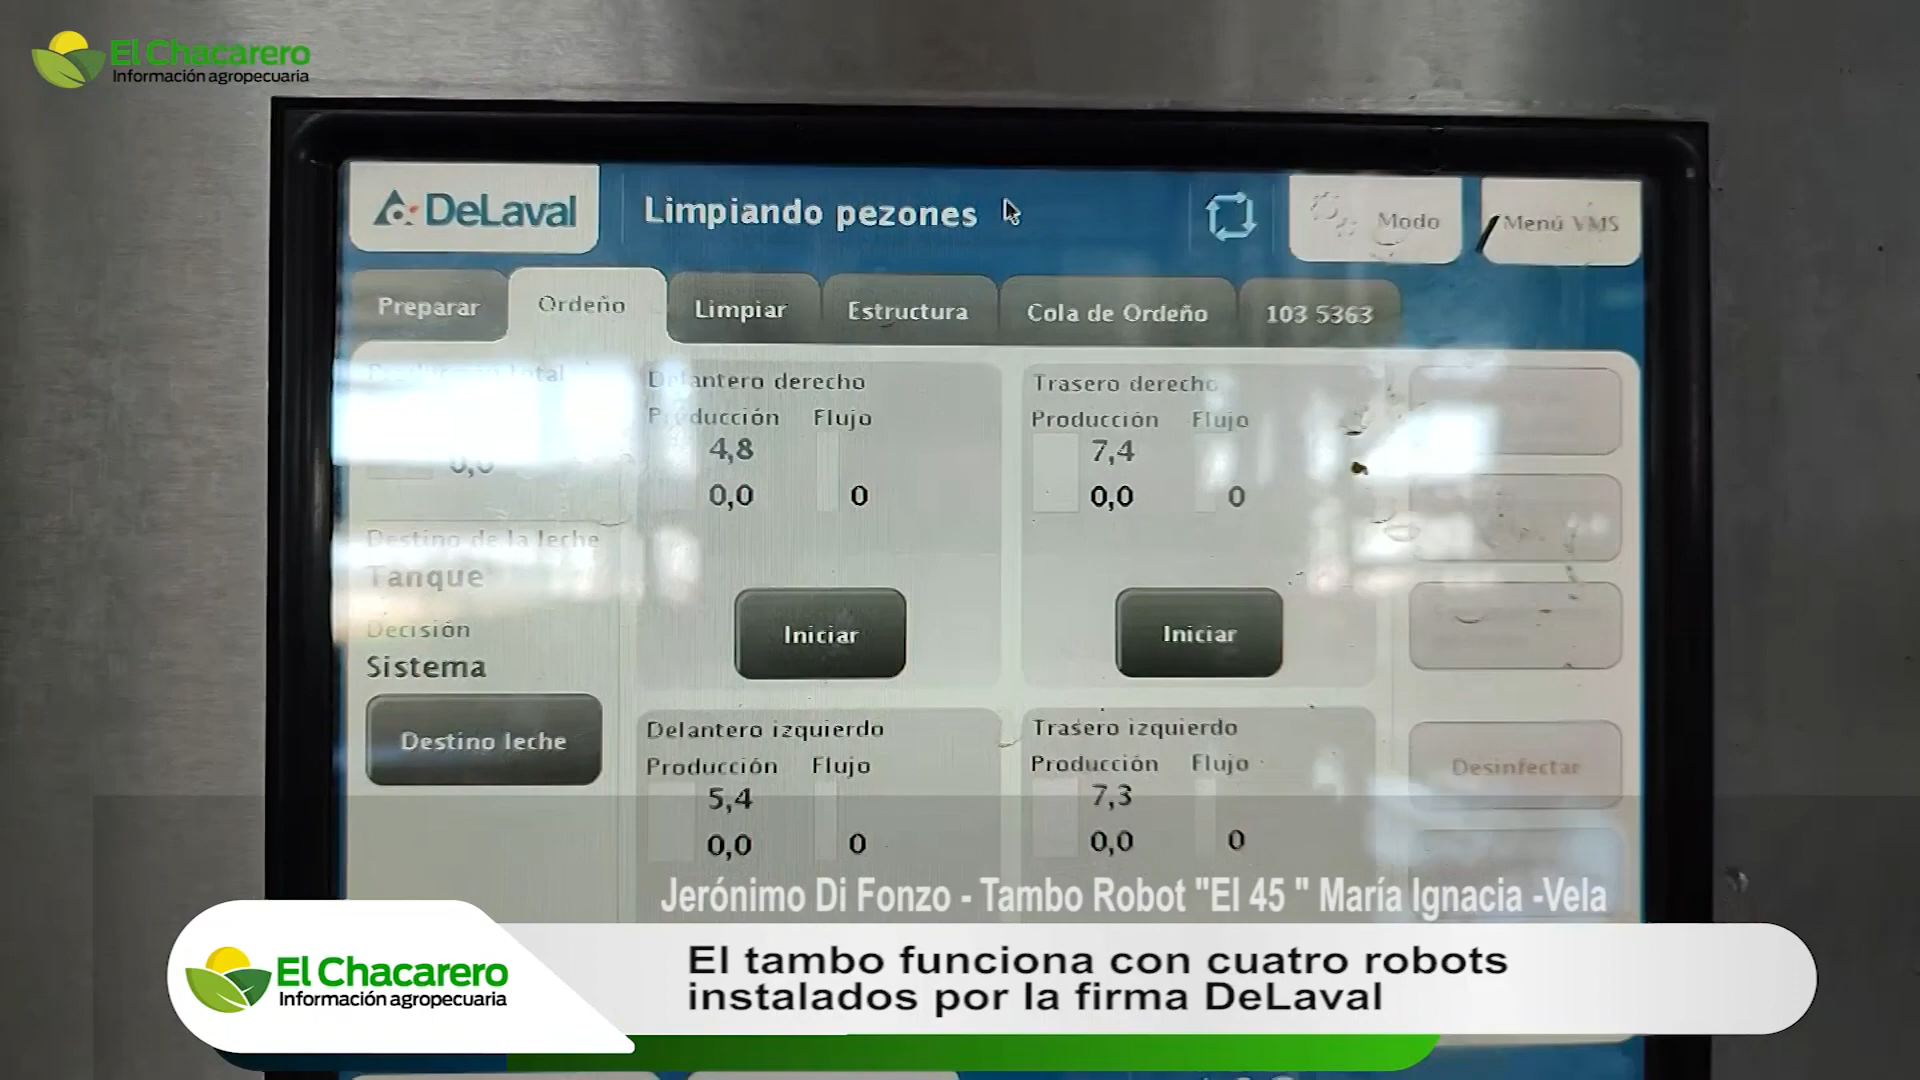 El Chacarero
Información agropecuaria
DeLaval
Limpiando pezones
Modo
Menú VMS
Preparar
Ordeño
Limpiar
Estructura
Cola de Ordeño
103 5363
total
0,0
Destino de la leche
Tanque
Decisión
Sistema
Destino leche
Delantero derecho
Producción Flujo
4,8
0,0 0
Iniciar
Trasero derecho
Producción Flujo
7,4
0,0 0
Iniciar
Delantero izquierdo
Producción Flujo
5,4
0,0 0
Trasero izquierdo
Producción Flujo
7,3
0,0 0
Desinfectar
Jerónimo Di Fonzo - Tambo Robot "El 45 " María Ignacia -Vela
El Chacarero
Información agropecuaria
El tambo funciona con cuatro robots
instalados por la firma DeLaval